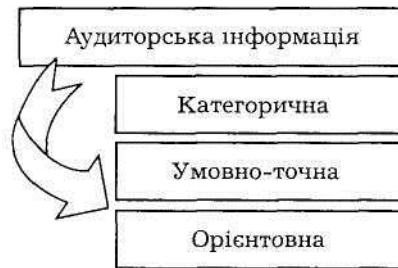 Аудиторська інформація
Категорична
Умовно-точна
Орієнтовна